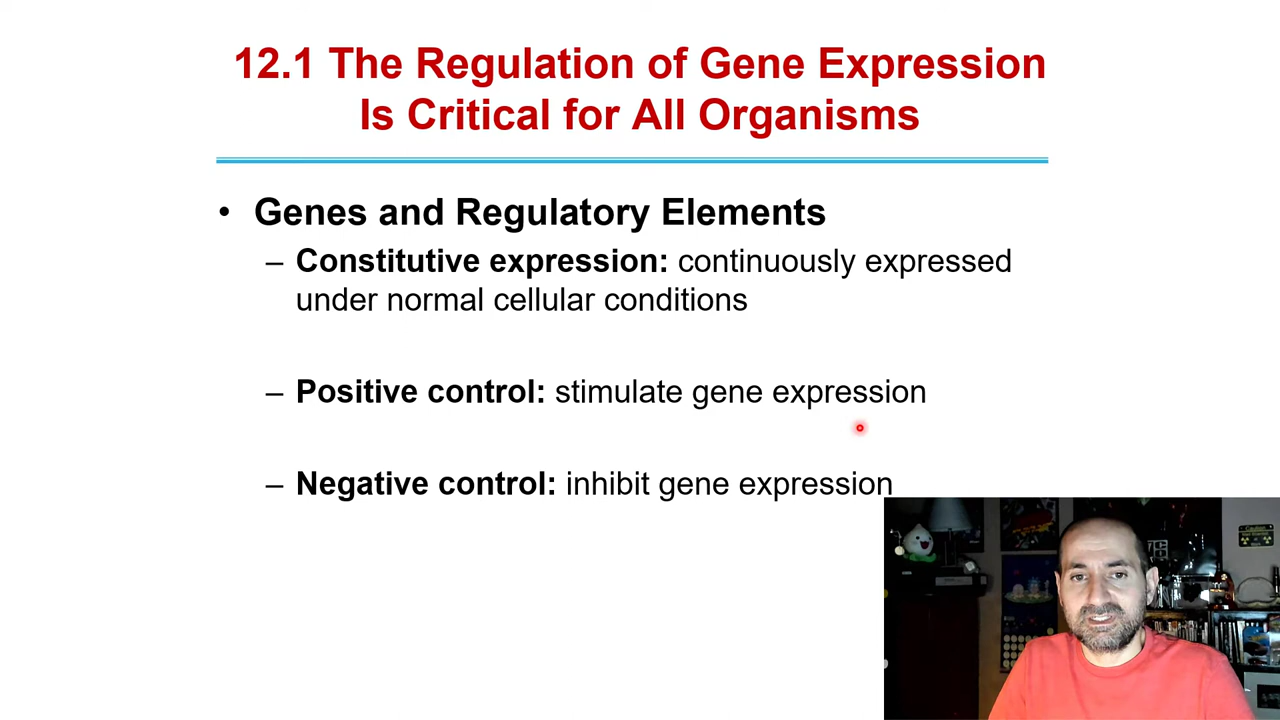 12.1 The Regulation of Gene Expression
Is Critical for All Organisms
• Genes and Regulatory Elements
– Constitutive expression: continuously expressed
under normal cellular conditions
– Positive control: stimulate gene expression
– Negative control: inhibit gene expression